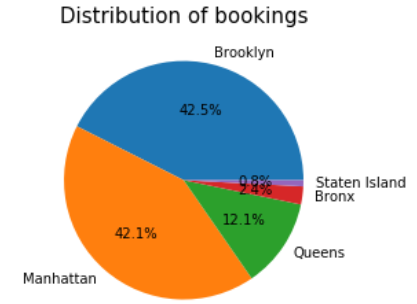 Distribution of bookings
Brooklyn
42.5%
0.8%
Staten Island
2.4%
Bronx
12.1%
Queens
42.1%
Manhattan